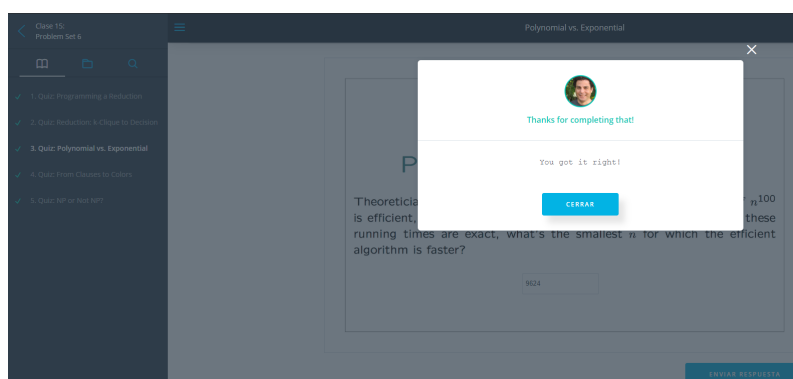 Clase 15:
Problem Set 6
Polynomial vs. Exponential
1. Quiz: Programming a Reduction
2. Quiz: Reduction: k-Clique to Decision
3. Quiz: Polynomial vs. Exponential
4. Quiz: From Clauses to Colors
5. Quiz: NP or Not NP?
Thanks for completing that!
You got it right!
CERRAR
P
Theoreticia n¹⁰⁰
is efficient, these
running times are exact, what's the smallest n for which the efficient
algorithm is faster?
9624
ENVIAR RESPUESTA